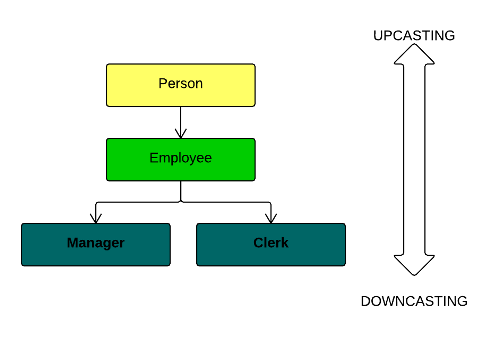 UPCASTING
Person
Employee
Manager
Clerk
DOWNCASTING